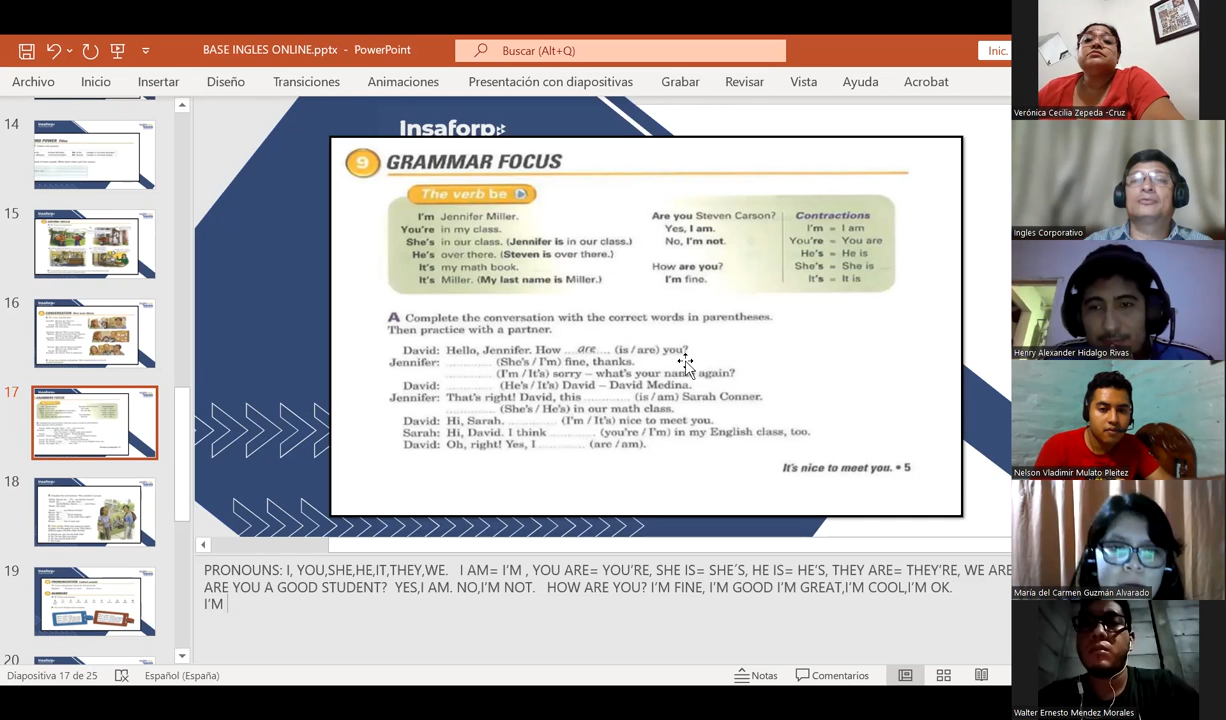 BASE INGLES ONLINE.pptx - PowerPoint
Buscar (Alt+Q)
Inic.
Archivo Inicio Insertar Diseño Transiciones Animaciones Presentación con diapositivas Grabar Revisar Vista Ayuda Acrobat
14
15
16
17
18
19
20
Insaforp
9 GRAMMAR FOCUS
The verb be
I'm Jennifer Miller.
You're in my class.
She's in our class. (Jennifer is in our class.)
He's over there. (Steven is over there.)
It's my math book.
It's Miller. (My last name is Miller.)
Are you Steven Carson?
Yes, I am.
No, I'm not.
How are you?
I'm fine.
Contractions
I'm = I am
You're = You are
He's = He is
She's = She is
It's = It is
A Complete the conversation with the correct words in parentheses.
Then practice with a partner.
David: Hello, Jennifer. How ....are.... (is / are) you?
Jennifer: .............. (She's / I'm) fine, thanks.
.............. (I'm / It's) sorry – what's your name again?
David: .............. (He's / It's) David – David Medina.
Jennifer: That's right! David, this .............. (is / am) Sarah Conner.
.............. (She's / He's) in our math class.
David: Hi, Sarah. .............. (I'm / It's) nice to meet you.
Sarah: Hi, David. I think .............. (you're / I'm) in my English class, too.
David: Oh, right! Yes, I .............. (are / am).
It's nice to meet you. • 5
PRONOUNS: I, YOU,SHE,HE,IT,THEY,WE. I AM= I'M , YOU ARE= YOU'RE, SHE IS= SHE´S, HE IS= HE'S, THEY ARE= THEY'RE, WE ARE
ARE YOU A GOOD STUDENT? YES,I AM. NO,I'M NOT. HOW ARE YOU? I'M FINE, I'M GOOD I'M GREAT,I'M COOL,I'M OK.
I'M
Diapositiva 17 de 25 Español (España) Notas Comentarios
Verónica Cecilia Zepeda -Cruz
Ingles Corporativo
Henry Alexander Hidalgo Rivas
Nelson Vladimir Mulato Pleitez
María del Carmen Guzmán Alvarado
Walter Ernesto Mendez Morales